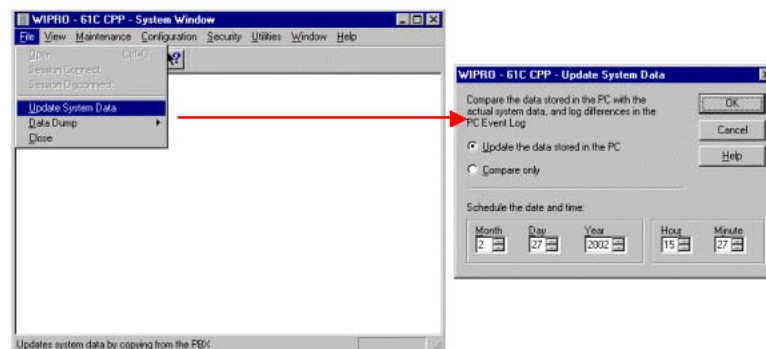 WIPRO - 61C CPP - System Window
File View Maintenance Configuration Security Utilities Window Help
Open Ctrl+O
Session Connect
Session Disconnect
Update System Data
Data Dump
Close
Updates system data by copying from the PBX
WIPRO - 61C CPP - Update System Data
Compare the data stored in the PC with the
actual system data, and log differences in the
PC Event Log
OK
Cancel
Help
Update the data stored in the PC
Compare only
Schedule the date and time:
Month Day Year Hour Minute
2 27 2002 15 27